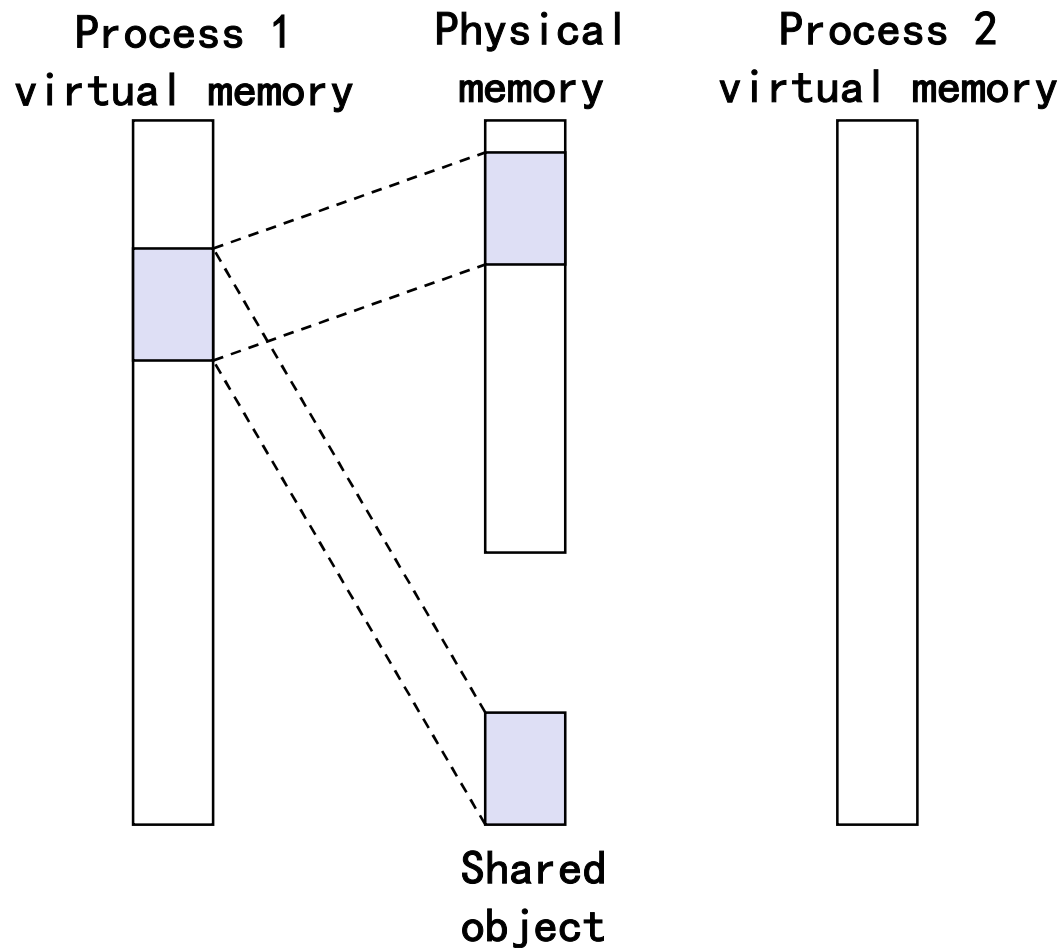 Process 1
virtual memory
Physical
memory
Process 2
virtual memory
Shared
object